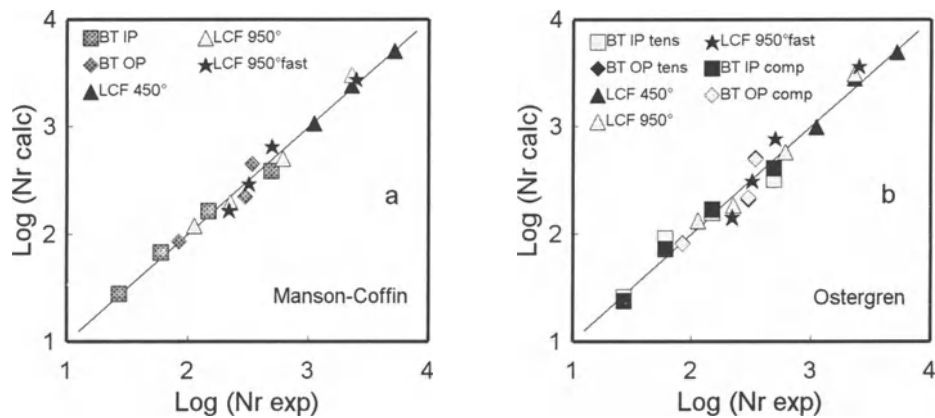 4
BT IP
LCF 950°
BT OP
LCF 950°fast
LCF 450°
3
Log (Nr calc)
a
2
Manson-Coffin
1
1
2
3
4
Log (Nr exp)
4
BT IP tens
LCF 950°fast
BT OP tens
BT IP comp
LCF 450°
BT OP comp
LCF 950°
3
Log (Nr calc)
b
2
Ostergren
1
1
2
3
4
Log (Nr exp)